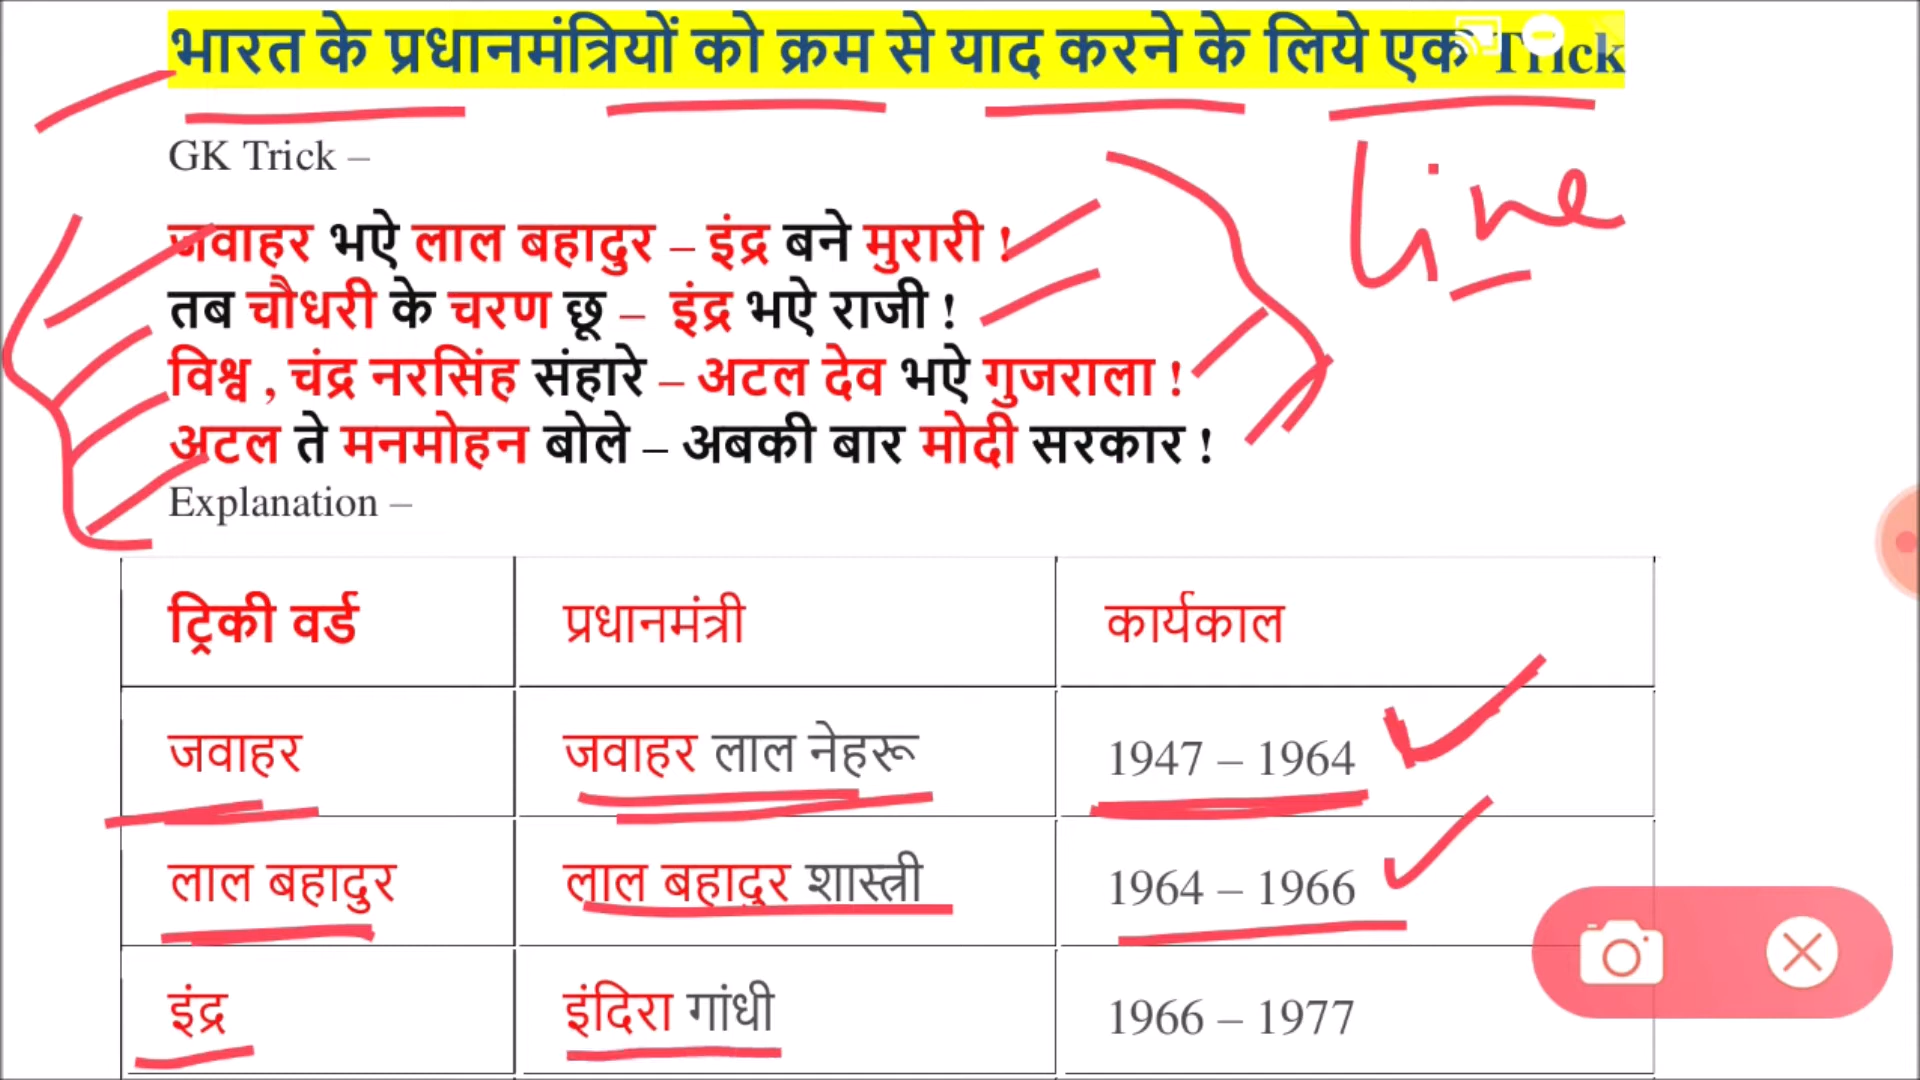 भारत के प्रधानमंत्रियों को क्रम से याद करने के लिये एक Trick
GK Trick –
line
जवाहर भऐ लाल बहादुर – इंद्र बने मुरारी !
तब चौधरी के चरण छू – इंद्र भऐ राजी !
विश्व , चंद्र नरसिंह संहारे – अटल देव भऐ गुजराला !
अटल ते मनमोहन बोले – अबकी बार मोदी सरकार !
Explanation –
ट्रिकी वर्ड प्रधानमंत्री कार्यकाल
जवाहर जवाहर लाल नेहरू 1947 – 1964
लाल बहादुर लाल बहादुर शास्त्री 1964 – 1966
इंद्र इंदिरा गांधी 1966 – 1977